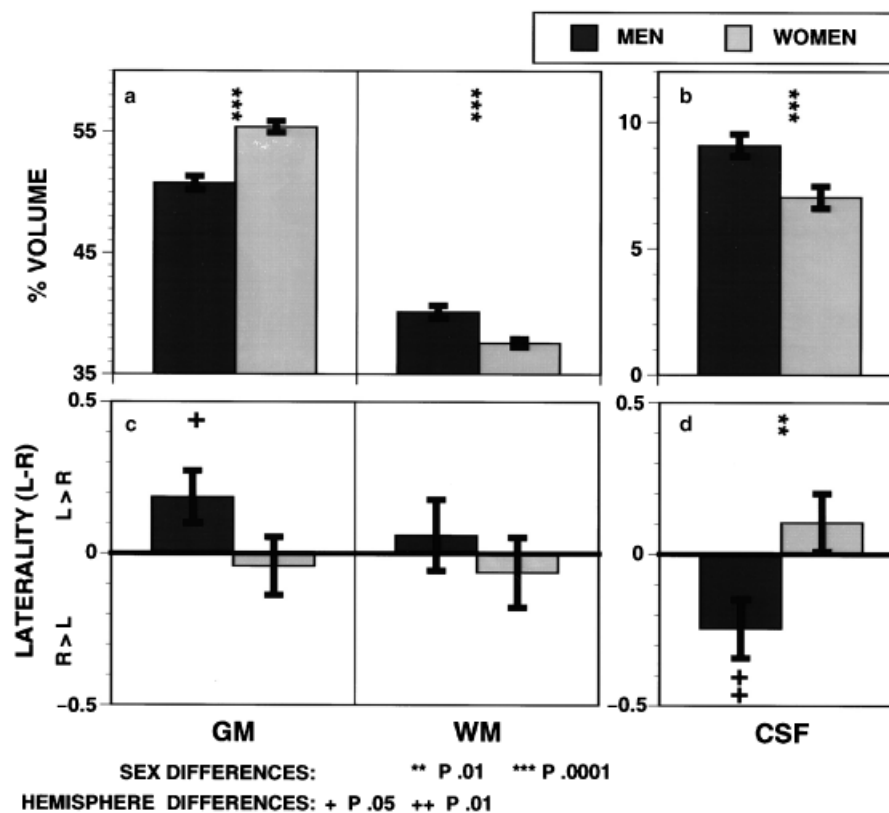 MEN WOMEN
a *** *** b ***
% VOLUME
55
45
35
10
5
0
c + d **
LATERALITY (L-R)
R>L L>R
0.5
0
-0.5
0.5
0
-0.5
++
GM WM CSF
SEX DIFFERENCES: ** P .01 *** P .0001
HEMISPHERE DIFFERENCES: + P .05 ++ P .01